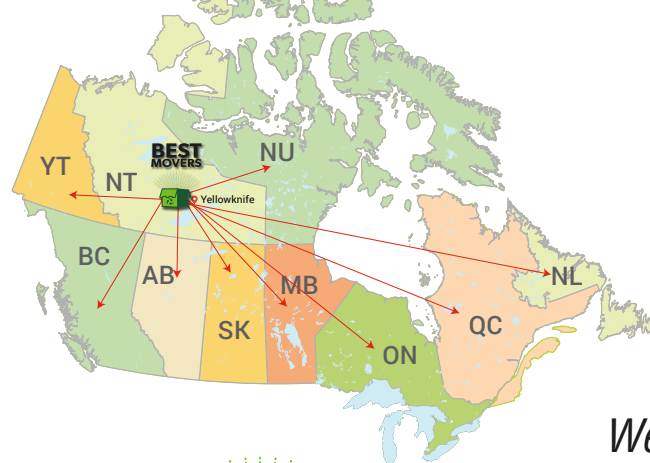 BEST
MOVERS
YT
NT
NU
Yellowknife
BC
AB
SK
MB
ON
QC
NL
We